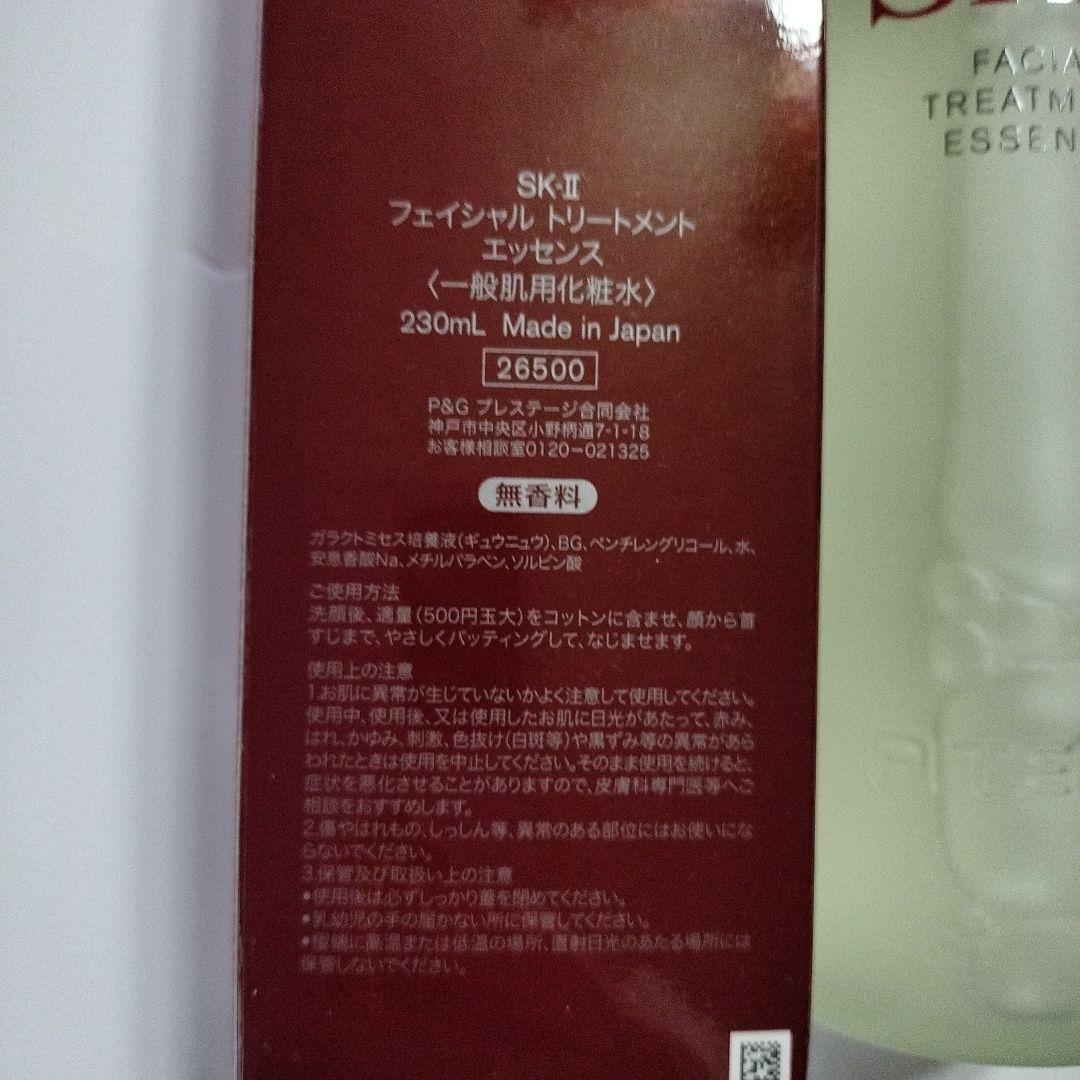 SK-Ⅱ
フェイシャル トリートメント
エッセンス
〈一般肌用化粧水〉
230mL Made in Japan
26500
P&G プレステージ合同会社
神戸市中央区小野柄通7-1-18
お客様相談室0120-021325
無香料
ガラクトミセス培養液(ギュウニュウ)、BG、ペンチレングリコール、水、
安息香酸Na、メチルパラベン、ソルビン酸
ご使用方法
洗顔後、適量(500円玉大)をコットンに含ませ、顔から首
すじまで、やさしくパッティングして、なじませます。
使用上の注意
1.お肌に異常が生じていないかよく注意して使用してください。
使用中、使用後、又は使用したお肌に日光があたって、赤み、
はれ、かゆみ、刺激、色抜け(白斑等)や黒ずみ等の異常があら
われたときは使用を中止してください。そのまま使用を続けると、
症状を悪化させることがありますので、皮膚科専門医等へご
相談をおすすめします。
2.傷やはれもの、しっしん等、異常のある部位にはお使いにな
らないでください。
3.保管及び取扱い上の注意
•使用後は必ずしっかり蓋を閉めてください。
•乳幼児の手の届かない所に保管してください。
•極端に高温または低温の場所、直射日光のあたる場所には
保管しないでください。
FACIA
TREATM
ESSEN